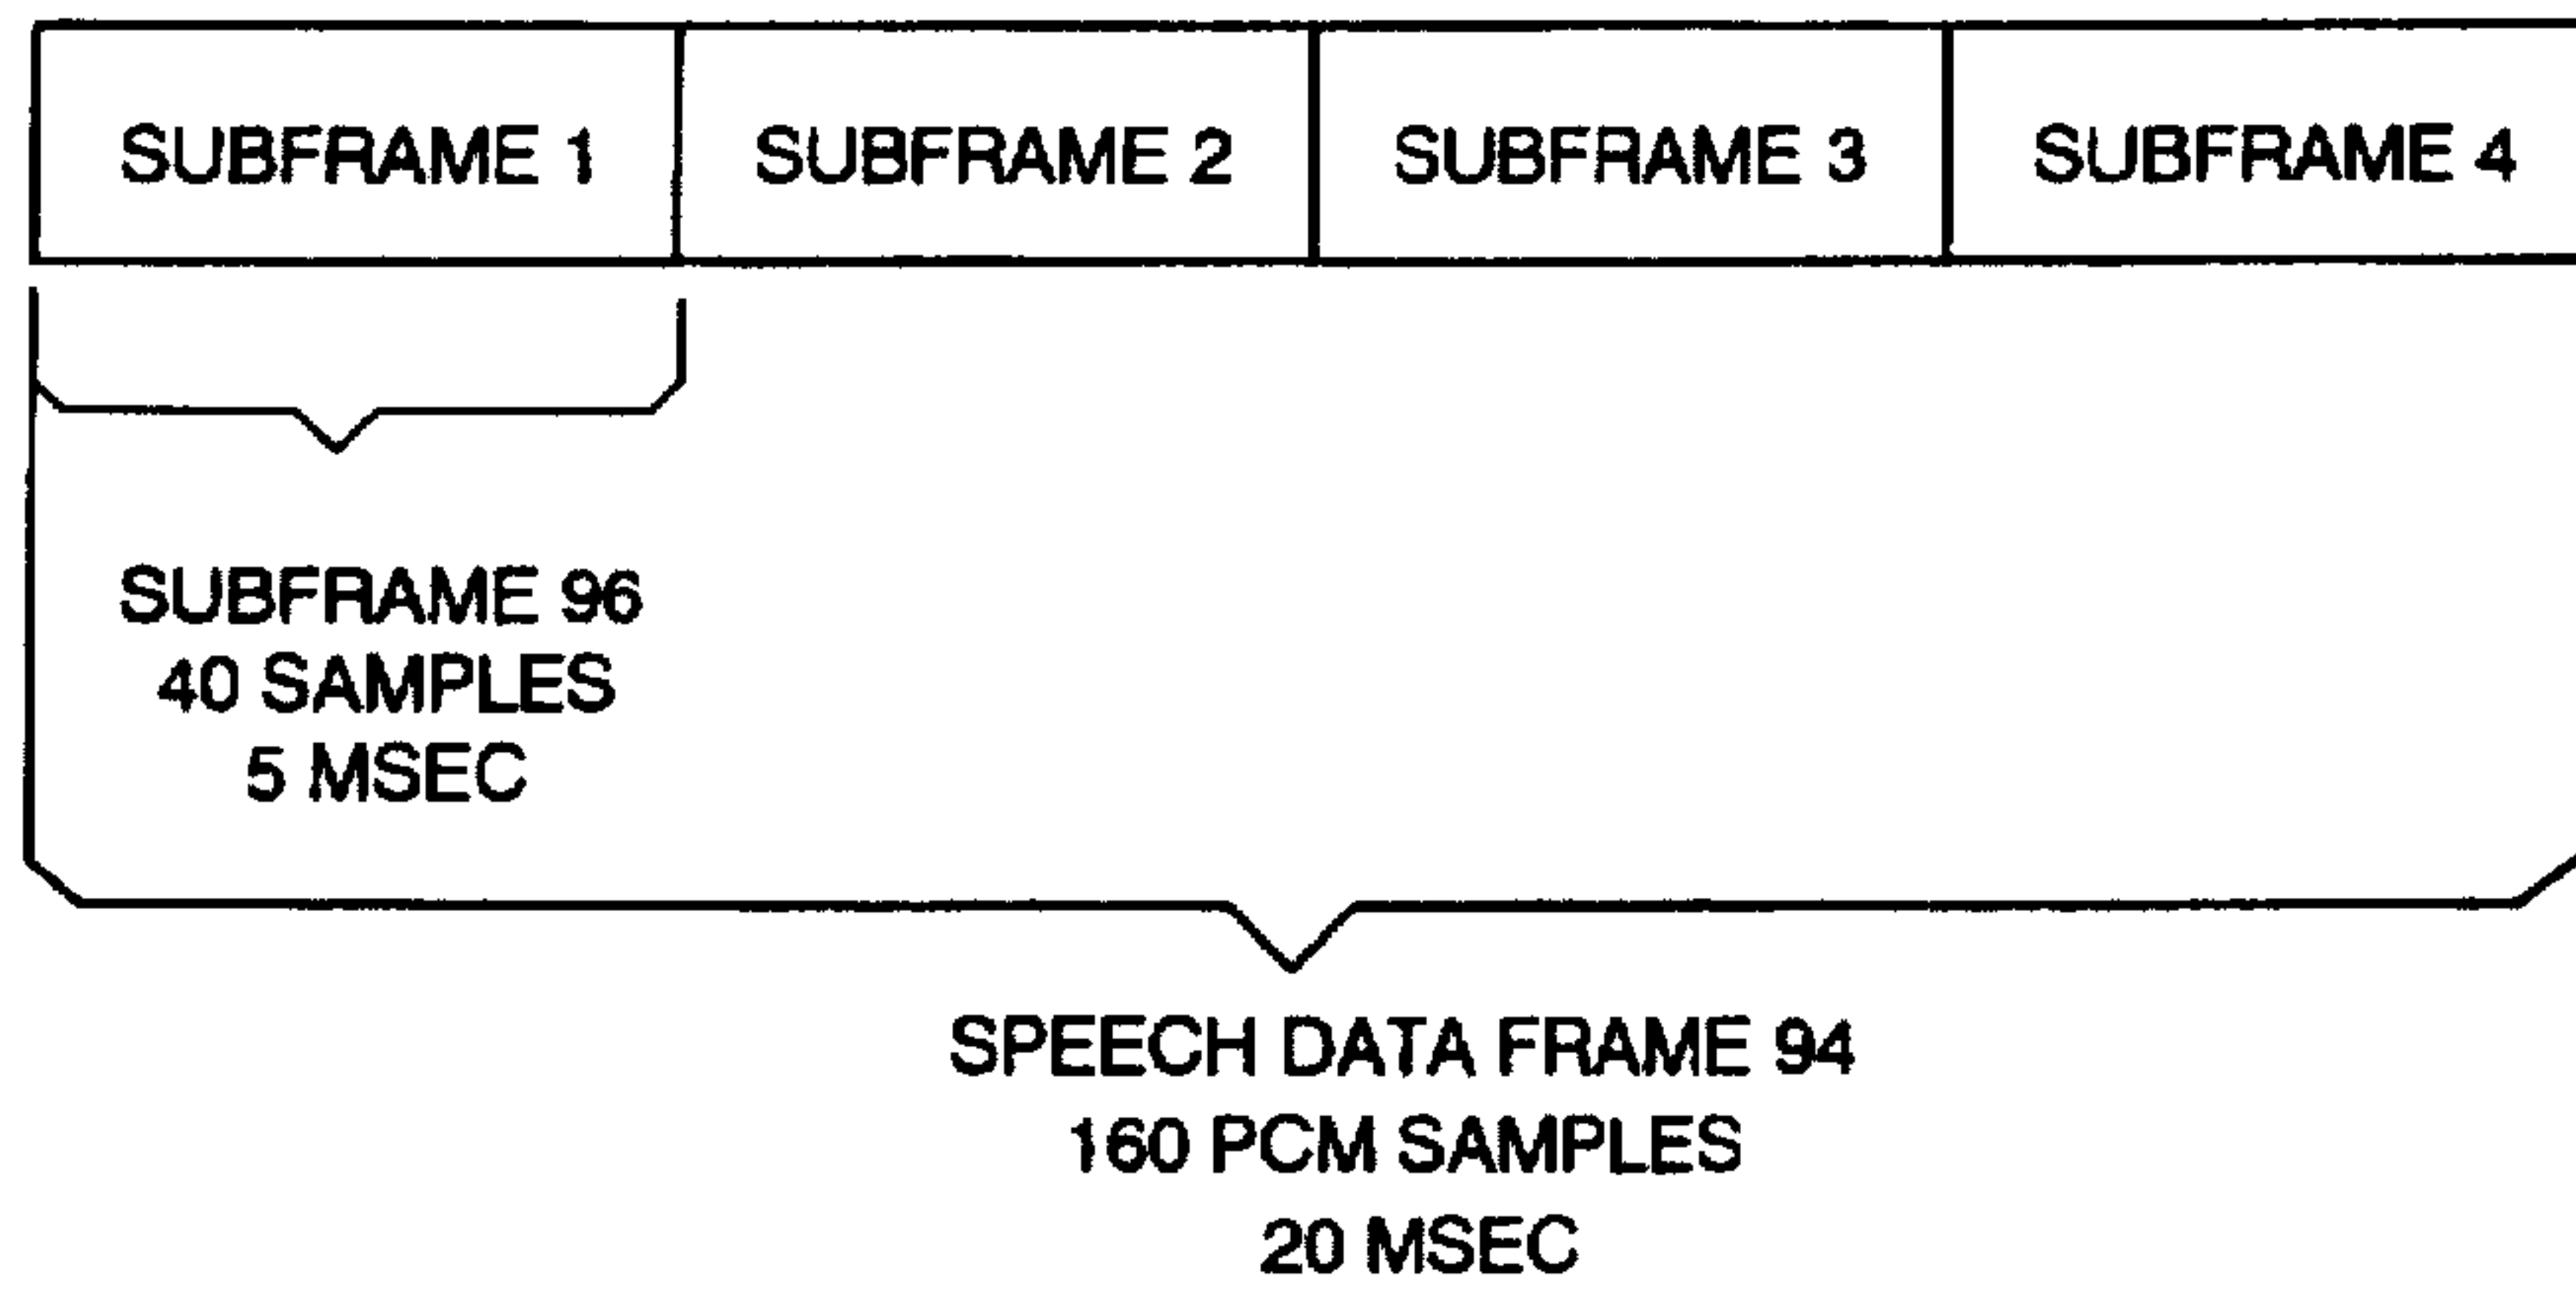 SUBFRAME 1 SUBFRAME 2 SUBFRAME 3 SUBFRAME 4
SUBFRAME 96
40 SAMPLES
5 MSEC
SPEECH DATA FRAME 94
160 PCM SAMPLES
20 MSEC